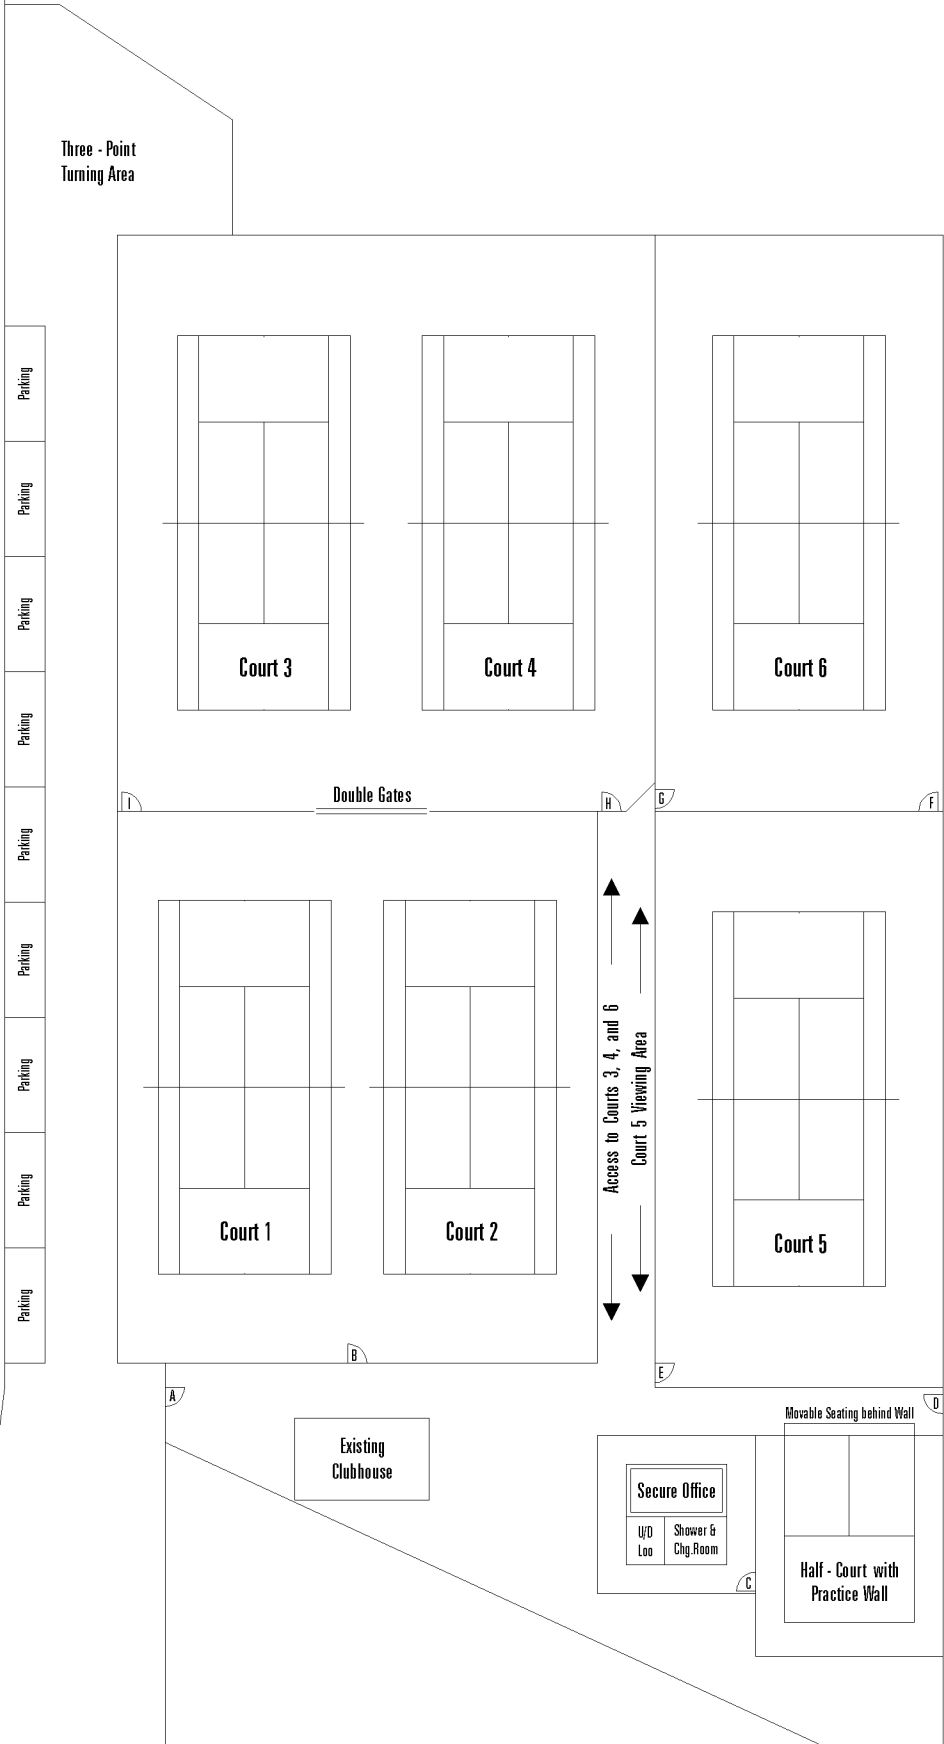 Three - Point
Turning Area
Parking
Parking
Parking
Parking
Parking
Parking
Parking
Parking
Parking
Court 3
Court 4
Court 6
I
Double Gates
H
G
F
Access to Courts 3, 4, and 6
Court 5 Viewing Area
Court 1
Court 2
Court 5
B
E
A
D
Movable Seating behind Wall
Existing
Clubhouse
Secure Office
U/D
Loo
Shower &
Chg.Room
C
Half - Court with
Practice Wall